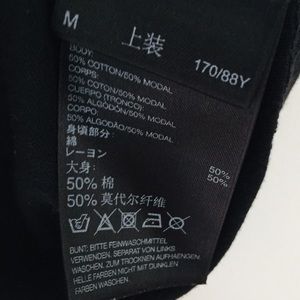 M 上装 170/88Y
BODY:
50% COTTON/50% MODAL
CORPS:
50% COTON/50% MODAL
CUERPO (TRONCO):
50% ALGODÓN/50% MODAL
CORPO:
50% ALGODÃO/50% MODAL
身頃部分:
綿 50%
レーヨン 50%
大身:
50% 棉
50% 莫代尔纤维
BUNT: BITTE FEINWASCHMITTEL
VERWENDEN. SEPARAT VON LINKS
WASCHEN. ZUM TROCKNEN AUFHAENGEN.
HELLE FARBEN NICHT MIT DUNKLEN
FARBEN WASCHEN.